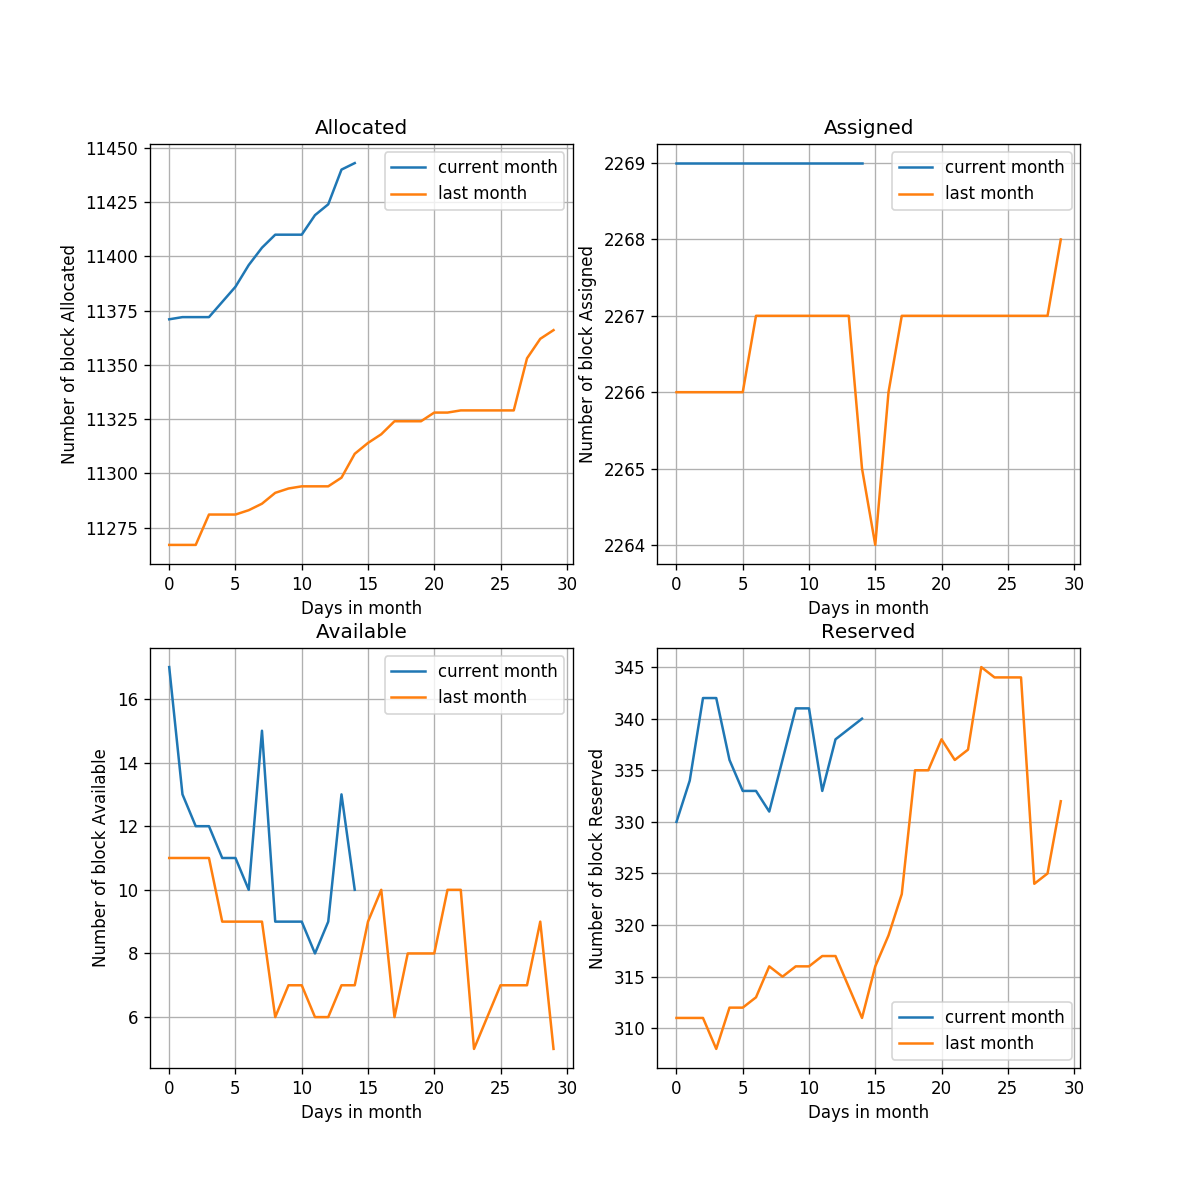 Allocated
Number of block Allocated
11450
11425
11400
11375
11350
11325
11300
11275
current month
last month
0 5 10 15 20 25 30
Days in month
Assigned
Number of block Assigned
2269
2268
2267
2266
2265
2264
current month
last month
0 5 10 15 20 25 30
Days in month
Available
Number of block Available
16
14
12
10
8
6
current month
last month
0 5 10 15 20 25 30
Days in month
Reserved
Number of block Reserved
345
340
335
330
325
320
315
310
current month
last month
0 5 10 15 20 25 30
Days in month